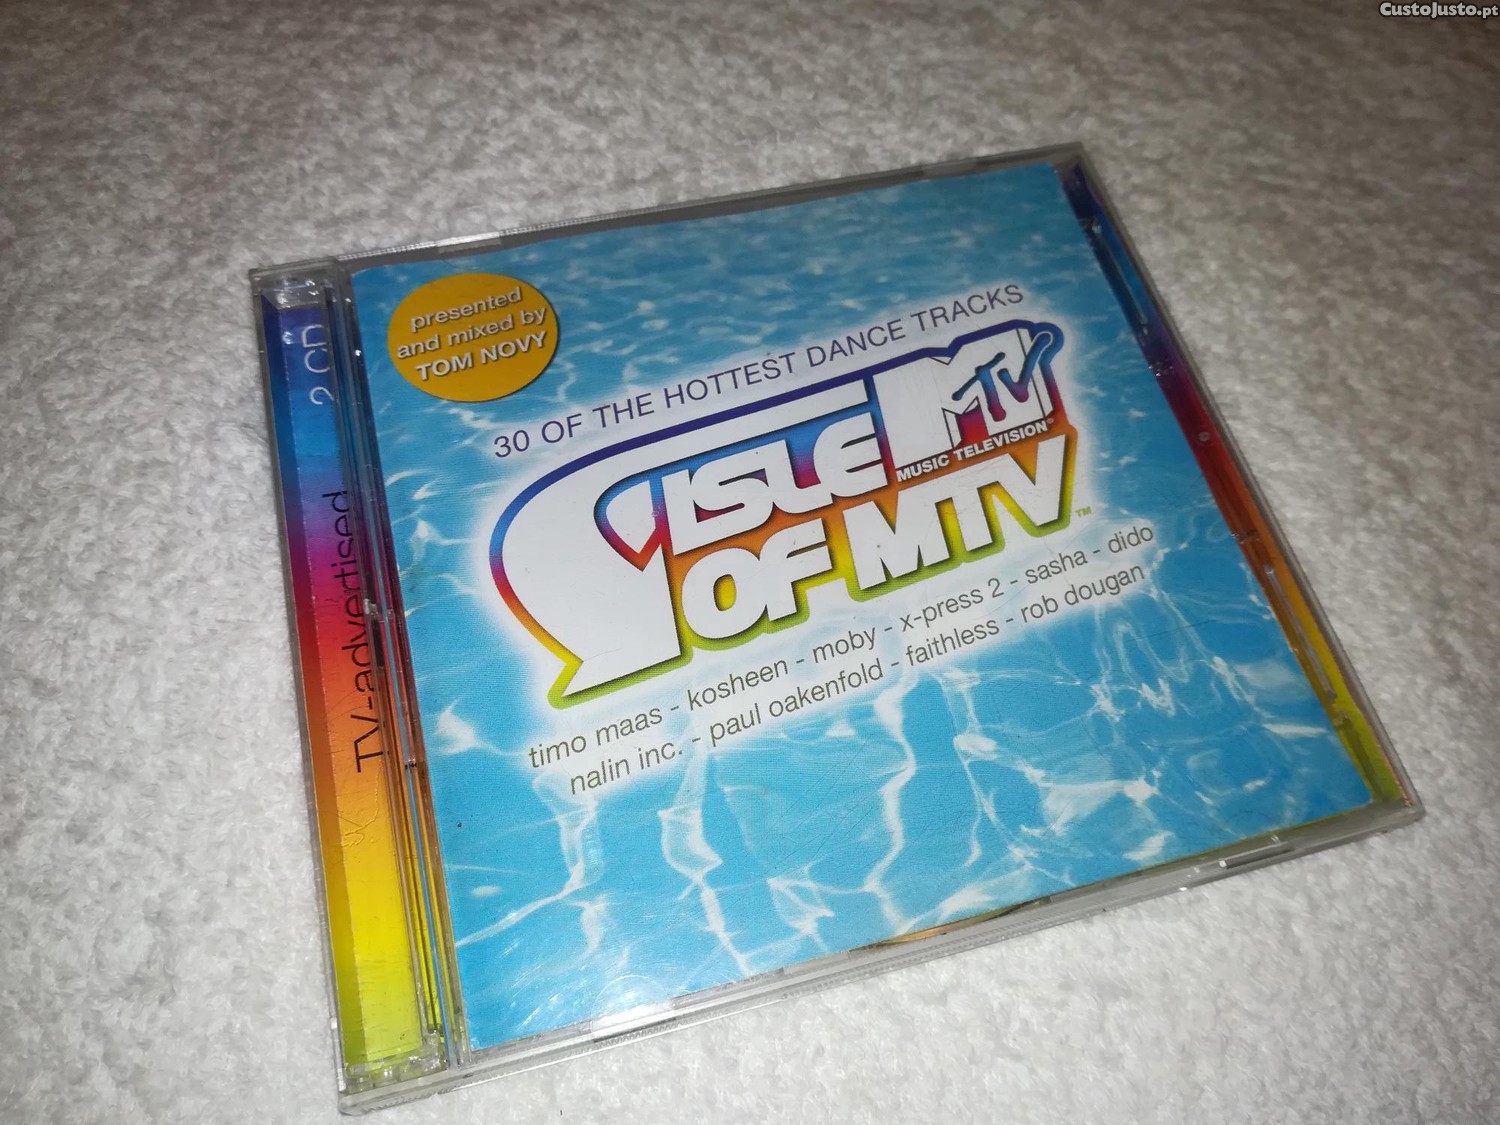 CustoJusto.pt
2 CD
TV-advertised
presented
and mixed by
TOM NOVY
30 OF THE HOTTEST DANCE TRACKS
ISLE
MTV
MUSIC TELEVISION®
OF MTV™
timo maas - kosheen - moby - x-press 2 - sasha - dido
nalin inc. - paul oakenfold - faithless - rob dougan